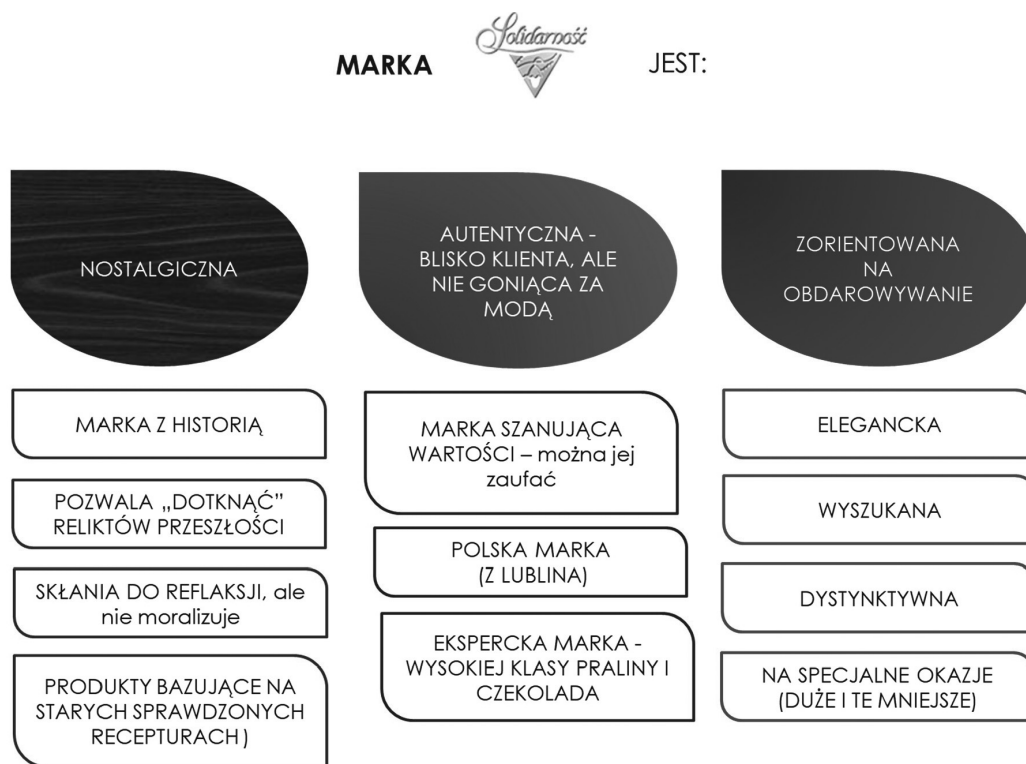 MARKA Solidarność JEST:
NOSTALGICZNA
MARKA Z HISTORIĄ
POZWALA „DOTKNĄĆ”
RELIKTÓW PRZESZŁOŚCI
SKŁANIA DO REFLAKSJI, ale
nie moralizuje
PRODUKTY BAZUJĄCE NA
STARYCH SPRAWDZONYCH
RECEPTURACH )
AUTENTYCZNA -
BLISKO KLIENTA, ALE
NIE GONIĄCA ZA
MODĄ
MARKA SZANUJĄCA
WARTOŚCI – można jej
zaufać
POLSKA MARKA
(Z LUBLINA)
EKSPERCKA MARKA -
WYSOKIEJ KLASY PRALINY I
CZEKOLADA
ZORIENTOWANA
NA
OBDAROWYWANIE
ELEGANCKA
WYSZUKANA
DYSTYNKTYWNA
NA SPECJALNE OKAZJE
(DUŻE I TE MNIEJSZE)